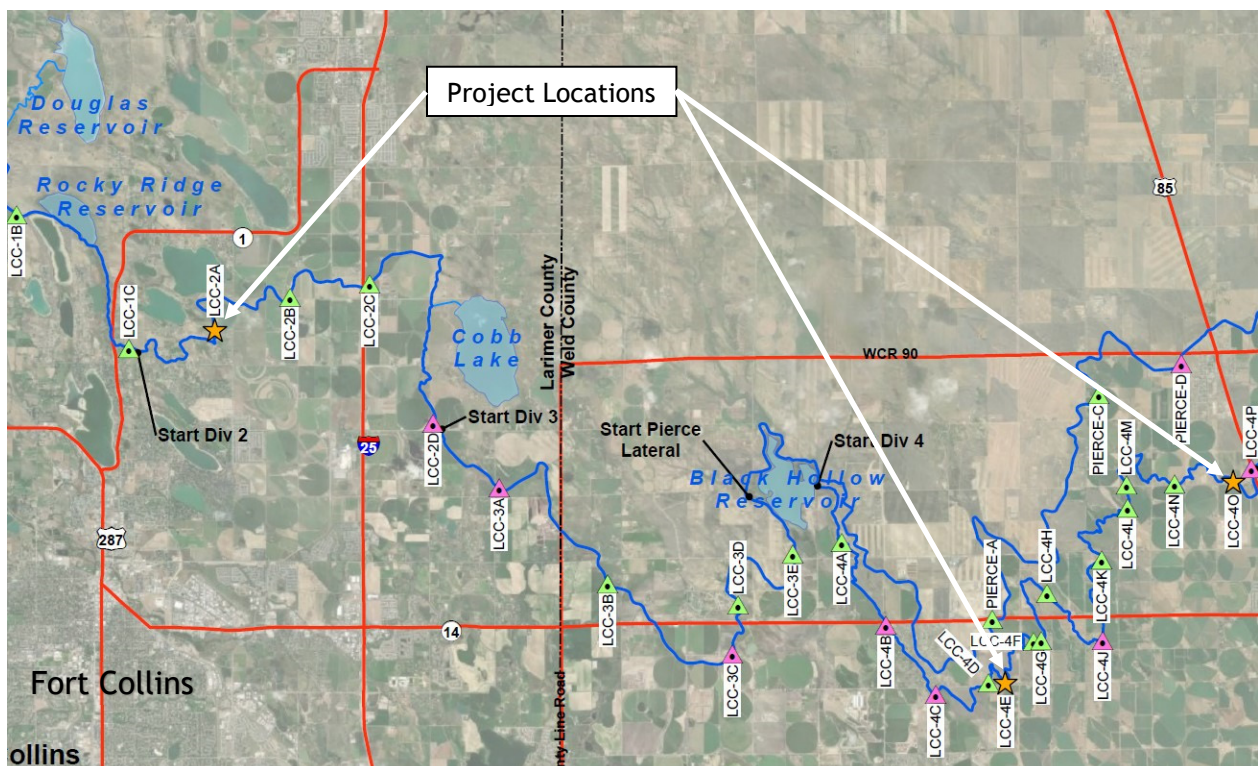 Project Locations
Douglas
Reservoir
Rocky Ridge
Reservoir
LCC-1B
1
85
LCC-1C
LCC-2A
LCC-2B
LCC-2C
Cobb
Lake
Larimer County
Weld County
WCR 90
Start Div 2
25
LCC-2D
Start Div 3
Start Pierce
Lateral
Start Div 4
Black Hollow
Reservoir
PIERCE-C
PIERCE-D
LCC-4M
LCC-4P
LCC-3A
LCC-4L
LCC-4N
LCC-4O
287
LCC-3D
LCC-3E
LCC-4A
PIERCE-A
LCC-4H
LCC-4K
LCC-3B
14
LCC-3C
LCC-4B
LCC-4F
LCC-4D
LCC-4G
LCC-4J
LCC-4C
LCC-4E
Fort Collins
ollins
nty Line Road